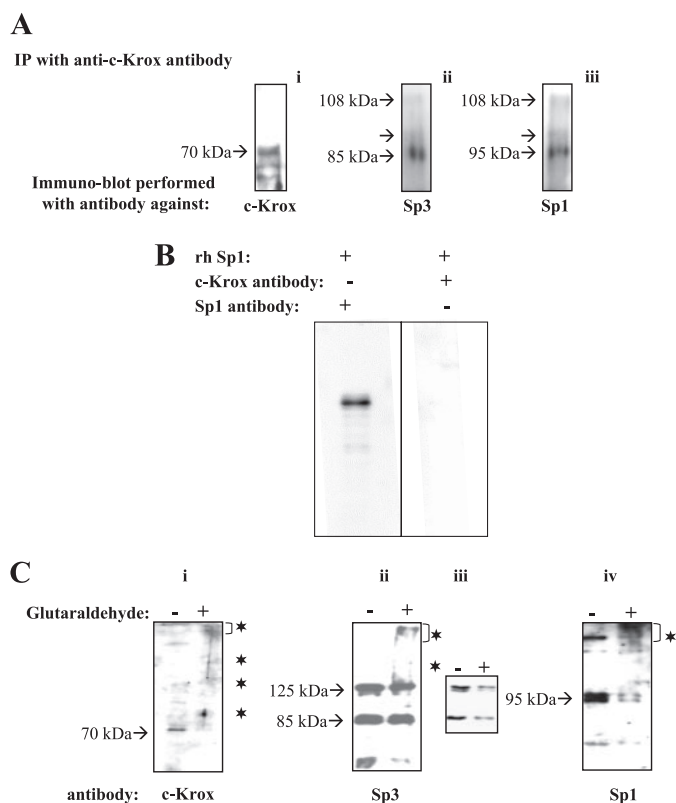 A
IP with anti-c-Krox antibody
i
ii
iii
108 kDa→
108 kDa→
70 kDa→
→
→
85 kDa→
95 kDa→
Immuno-blot performed
with antibody against:
c-Krox
Sp3
Sp1
B
rh Sp1: + +
c-Krox antibody: - +
Sp1 antibody: + -
C
i
ii
iii
iv
Glutaraldehyde: - +
- +
- +
- +
125 kDa→
85 kDa→
95 kDa→
70 kDa→
antibody: c-Krox
Sp3
Sp1